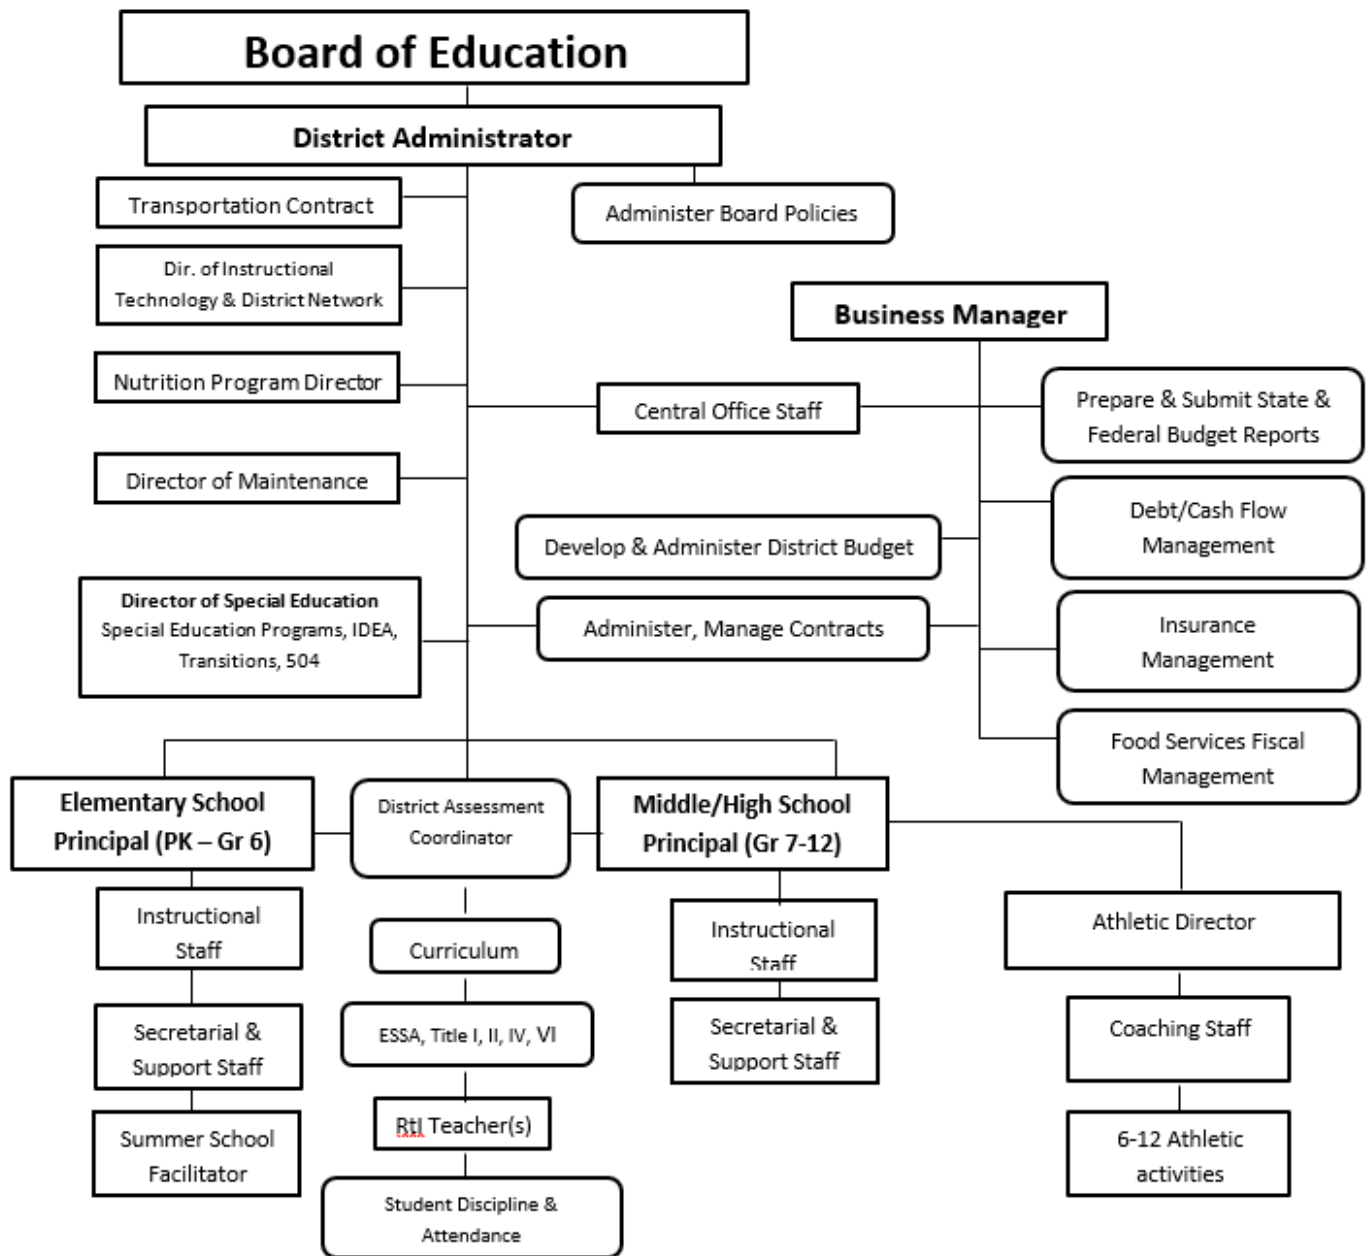 Board of Education
District Administrator
Transportation Contract
Administer Board Policies
Dir. of Instructional
Technology & District Network
Business Manager
Nutrition Program Director
Central Office Staff
Prepare & Submit State &
Federal Budget Reports
Director of Maintenance
Debt/Cash Flow
Management
Develop & Administer District Budget
Director of Special Education
Special Education Programs, IDEA,
Transitions, 504
Administer, Manage Contracts
Insurance
Management
Food Services Fiscal
Management
Elementary School
Principal (PK – Gr 6)
District Assessment
Coordinator
Middle/High School
Principal (Gr 7-12)
Instructional
Staff
Curriculum
Instructional
Staff
Athletic Director
Secretarial &
Support Staff
ESSA, Title I, II, IV, VI
Secretarial &
Support Staff
Coaching Staff
Summer School
Facilitator
RtI Teacher(s)
6-12 Athletic
activities
Student Discipline &
Attendance